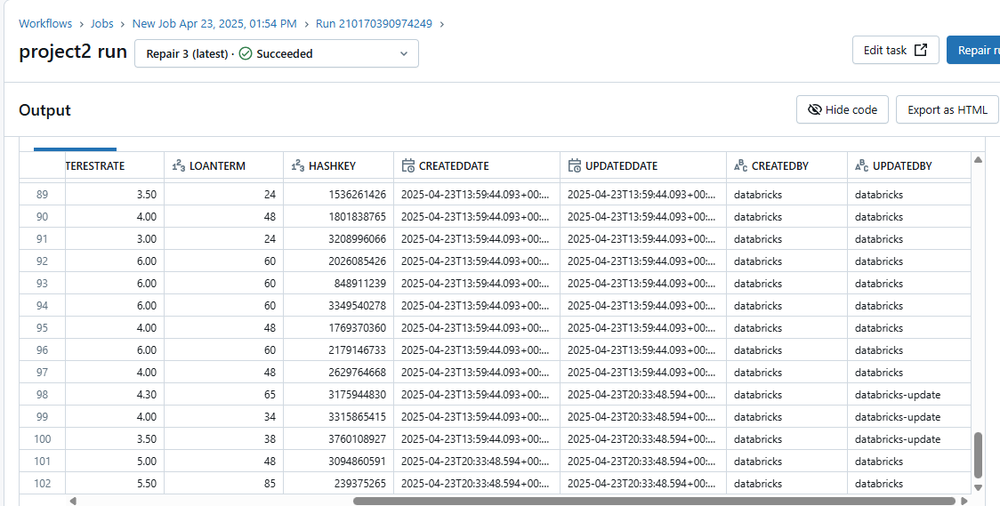 Workflows › Jobs › New Job Apr 23, 2025, 01:54 PM › Run 210170390974249 ›
project2 run Repair 3 (latest) · Succeeded Edit task Repair ru
Output Hide code Export as HTML
TERESTRATE LOANTERM HASHKEY CREATEDDATE UPDATEDDATE CREATEDBY UPDATEDBY
89 3.50 24 1536261426 2025-04-23T13:59:44.093+00:... 2025-04-23T13:59:44.093+00:... databricks databricks
90 4.00 48 1801838765 2025-04-23T13:59:44.093+00:... 2025-04-23T13:59:44.093+00:... databricks databricks
91 3.00 24 3208996066 2025-04-23T13:59:44.093+00:... 2025-04-23T13:59:44.093+00:... databricks databricks
92 6.00 60 2026085426 2025-04-23T13:59:44.093+00:... 2025-04-23T13:59:44.093+00:... databricks databricks
93 6.00 60 848911239 2025-04-23T13:59:44.093+00:... 2025-04-23T13:59:44.093+00:... databricks databricks
94 6.00 60 3349540278 2025-04-23T13:59:44.093+00:... 2025-04-23T13:59:44.093+00:... databricks databricks
95 4.00 48 1769370360 2025-04-23T13:59:44.093+00:... 2025-04-23T13:59:44.093+00:... databricks databricks
96 6.00 60 2179146733 2025-04-23T13:59:44.093+00:... 2025-04-23T13:59:44.093+00:... databricks databricks
97 4.00 48 2629764668 2025-04-23T13:59:44.093+00:... 2025-04-23T13:59:44.093+00:... databricks databricks
98 4.30 65 3175944830 2025-04-23T13:59:44.093+00:... 2025-04-23T20:33:48.594+00:... databricks databricks-update
99 4.00 34 3315865415 2025-04-23T13:59:44.093+00:... 2025-04-23T20:33:48.594+00:... databricks databricks-update
100 3.50 38 3760108927 2025-04-23T13:59:44.093+00:... 2025-04-23T20:33:48.594+00:... databricks databricks-update
101 5.00 48 3094860591 2025-04-23T20:33:48.594+00:... 2025-04-23T20:33:48.594+00:... databricks databricks
102 5.50 85 239375265 2025-04-23T20:33:48.594+00:... 2025-04-23T20:33:48.594+00:... databricks databricks